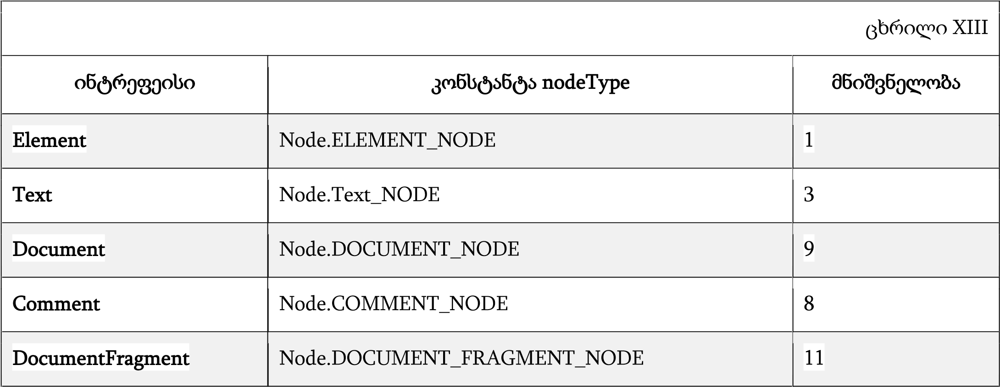 ცხრილი XIII
ინტრეფეისი კონსტანტა nodeType მნიშვნელობა
Element Node.ELEMENT_NODE 1
Text Node.Text_NODE 3
Document Node.DOCUMENT_NODE 9
Comment Node.COMMENT_NODE 8
DocumentFragment Node.DOCUMENT_FRAGMENT_NODE 11